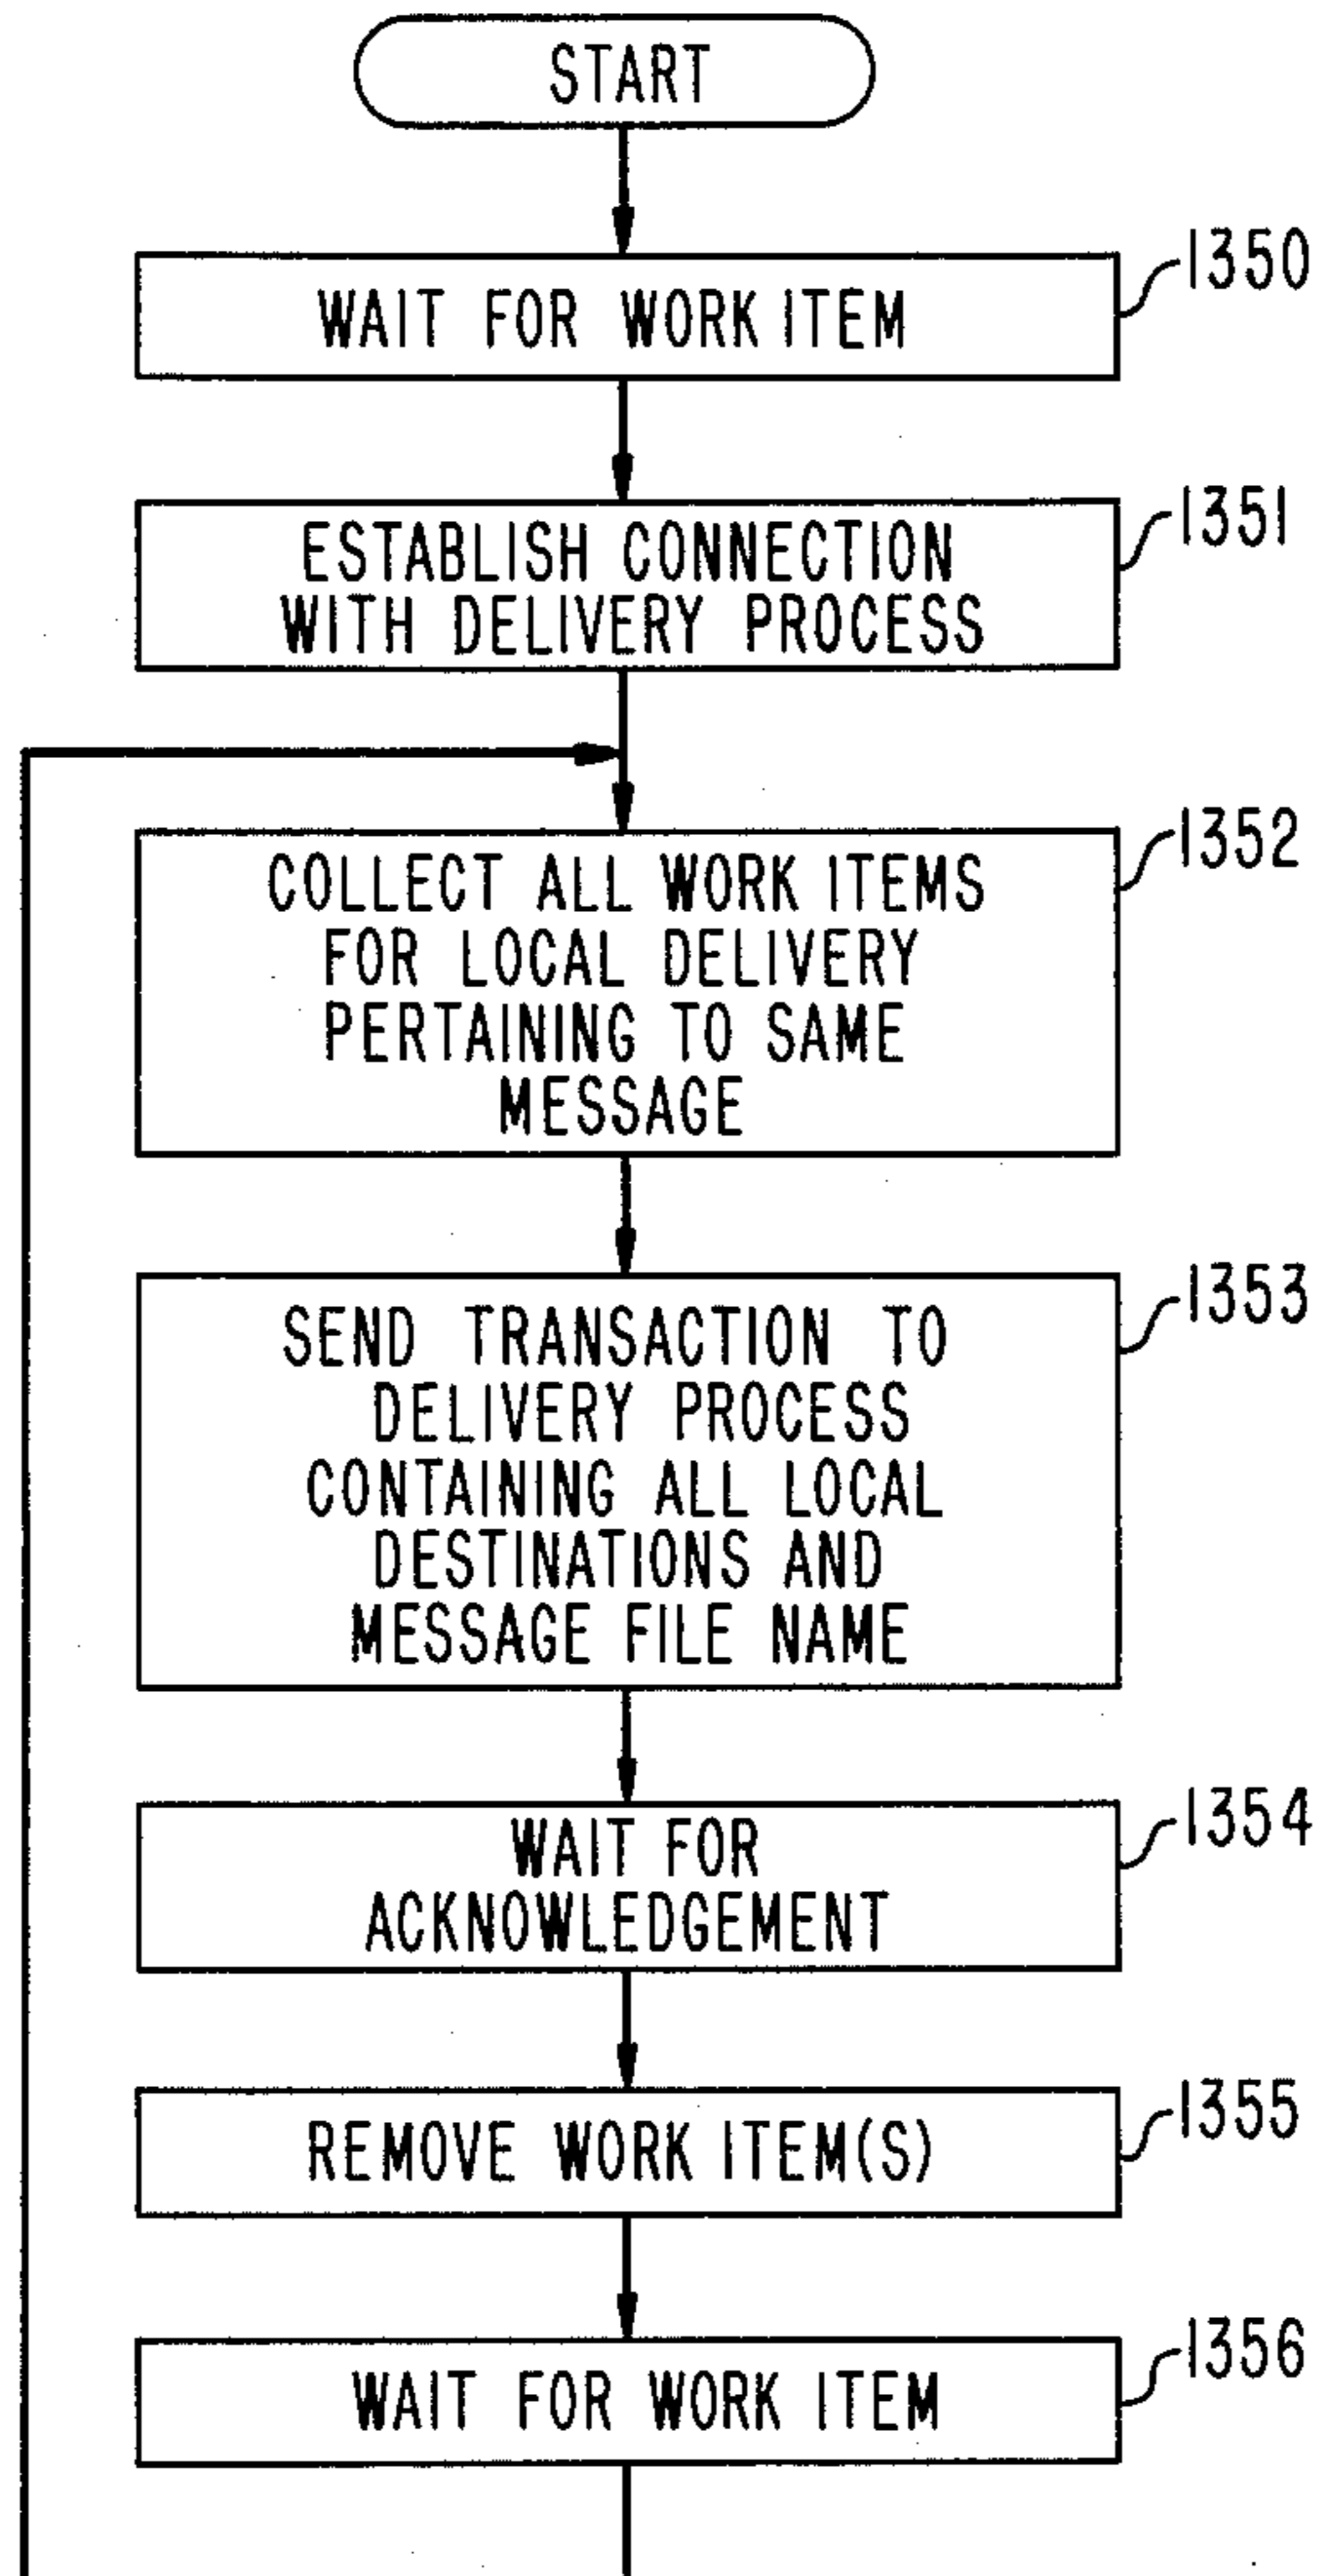 START
1350
WAIT FOR WORK ITEM
1351
ESTABLISH CONNECTION
WITH DELIVERY PROCESS
1352
COLLECT ALL WORK ITEMS
FOR LOCAL DELIVERY
PERTAINING TO SAME
MESSAGE
1353
SEND TRANSACTION TO
DELIVERY PROCESS
CONTAINING ALL LOCAL
DESTINATIONS AND
MESSAGE FILE NAME
1354
WAIT FOR
ACKNOWLEDGEMENT
1355
REMOVE WORK ITEM(S)
1356
WAIT FOR WORK ITEM